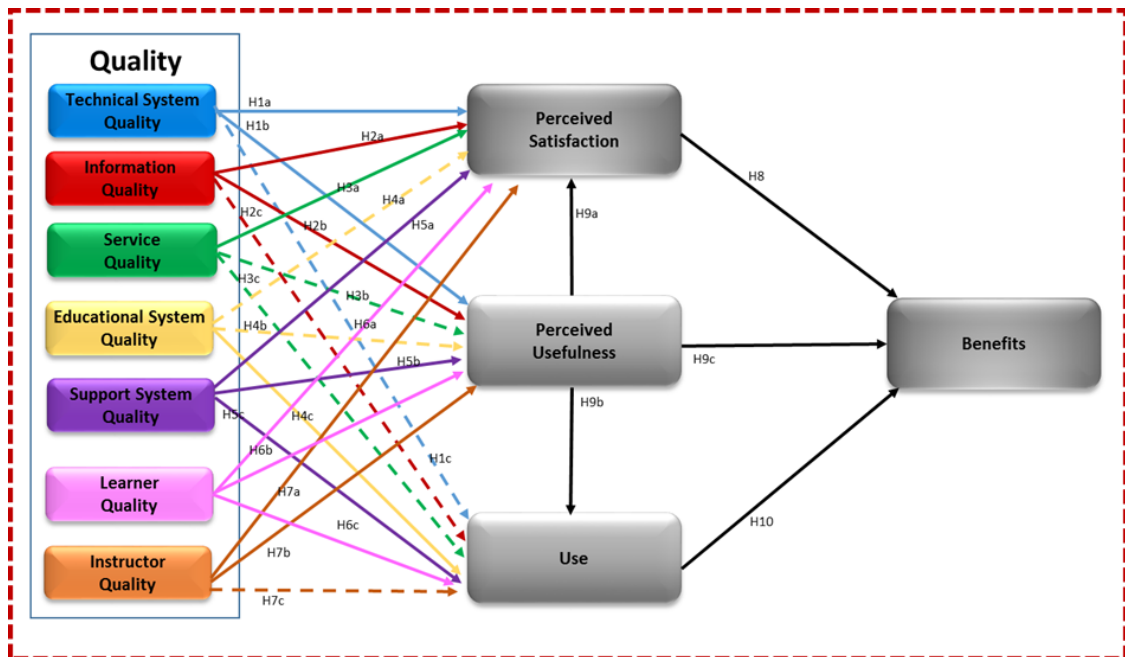 Quality
Technical System
Quality
Information
Quality
Service
Quality
Educational System
Quality
Support System
Quality
Learner
Quality
Instructor
Quality
H1a
H1b
H2a
H3a
H4a
H2c
H2b
H5a
H3c
H3b
H4b
H6a
H5b
H5c
H4c
H6b
H1c
H7a
H6c
H7b
H7c
Perceived
Satisfaction
H9a
Perceived
Usefulness
H9b
Use
H8
H9c
H10
Benefits